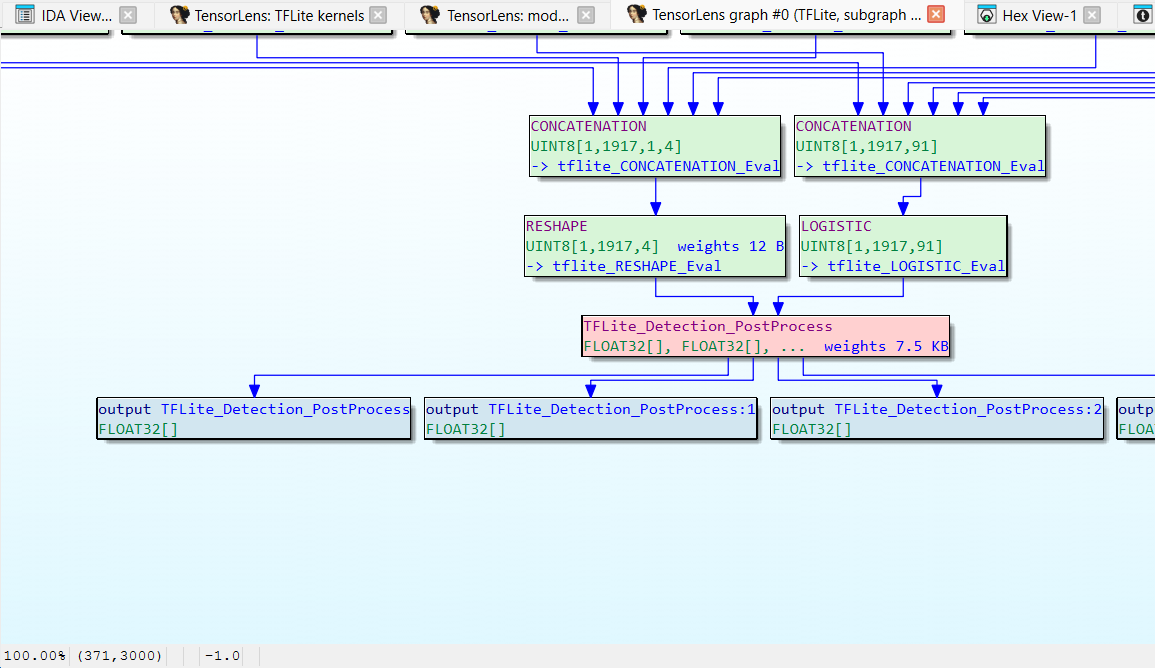 IDA View...
TensorLens: TFLite kernels
TensorLens: mod...
TensorLens graph #0 (TFLite, subgraph ...
Hex View-1
CONCATENATION
UINT8[1,1917,1,4]
-> tflite_CONCATENATION_Eval
CONCATENATION
UINT8[1,1917,91]
-> tflite_CONCATENATION_Eval
RESHAPE
UINT8[1,1917,4]  weights 12 B
-> tflite_RESHAPE_Eval
LOGISTIC
UINT8[1,1917,91]
-> tflite_LOGISTIC_Eval
TFLite_Detection_PostProcess
FLOAT32[], FLOAT32[], ...  weights 7.5 KB
output TFLite_Detection_PostProcess
FLOAT32[]
output TFLite_Detection_PostProcess:1
FLOAT32[]
output TFLite_Detection_PostProcess:2
FLOAT32[]
outp
FLOA
100.00% (371,3000) -1.0